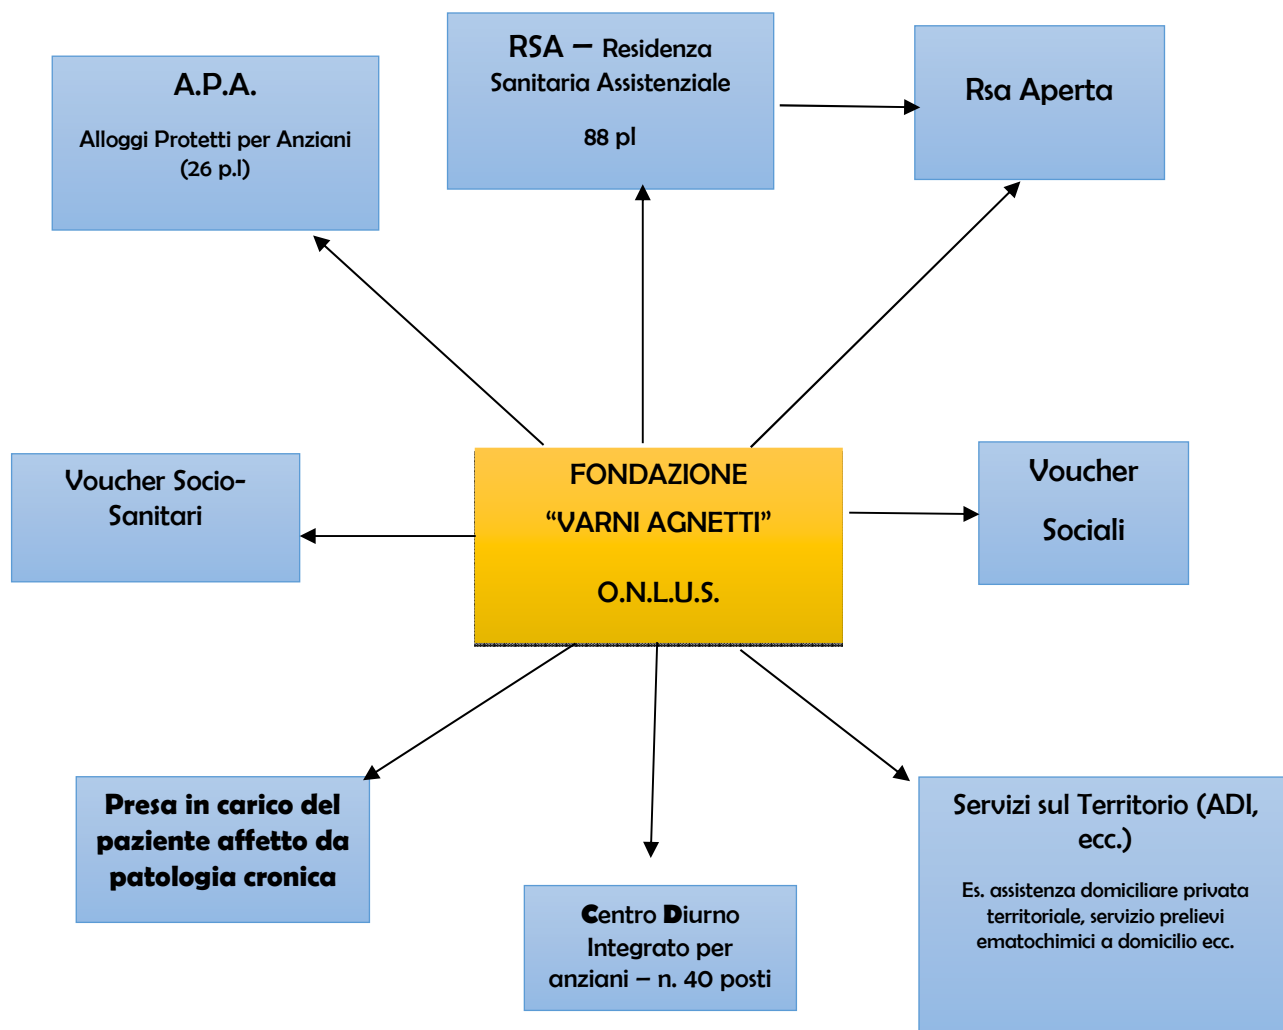 A.P.A.
Alloggi Protetti per Anziani
(26 p.l)
RSA – Residenza
Sanitaria Assistenziale
88 pl
Rsa Aperta
Voucher Socio-
Sanitari
FONDAZIONE
“VARNI AGNETTI”
O.N.L.U.S.
Voucher
Sociali
Presa in carico del
paziente affetto da
patologia cronica
Centro Diurno
Integrato per
anziani – n. 40 posti
Servizi sul Territorio (ADI,
ecc.)
Es. assistenza domiciliare privata
territoriale, servizio prelievi
ematochimici a domicilio ecc.